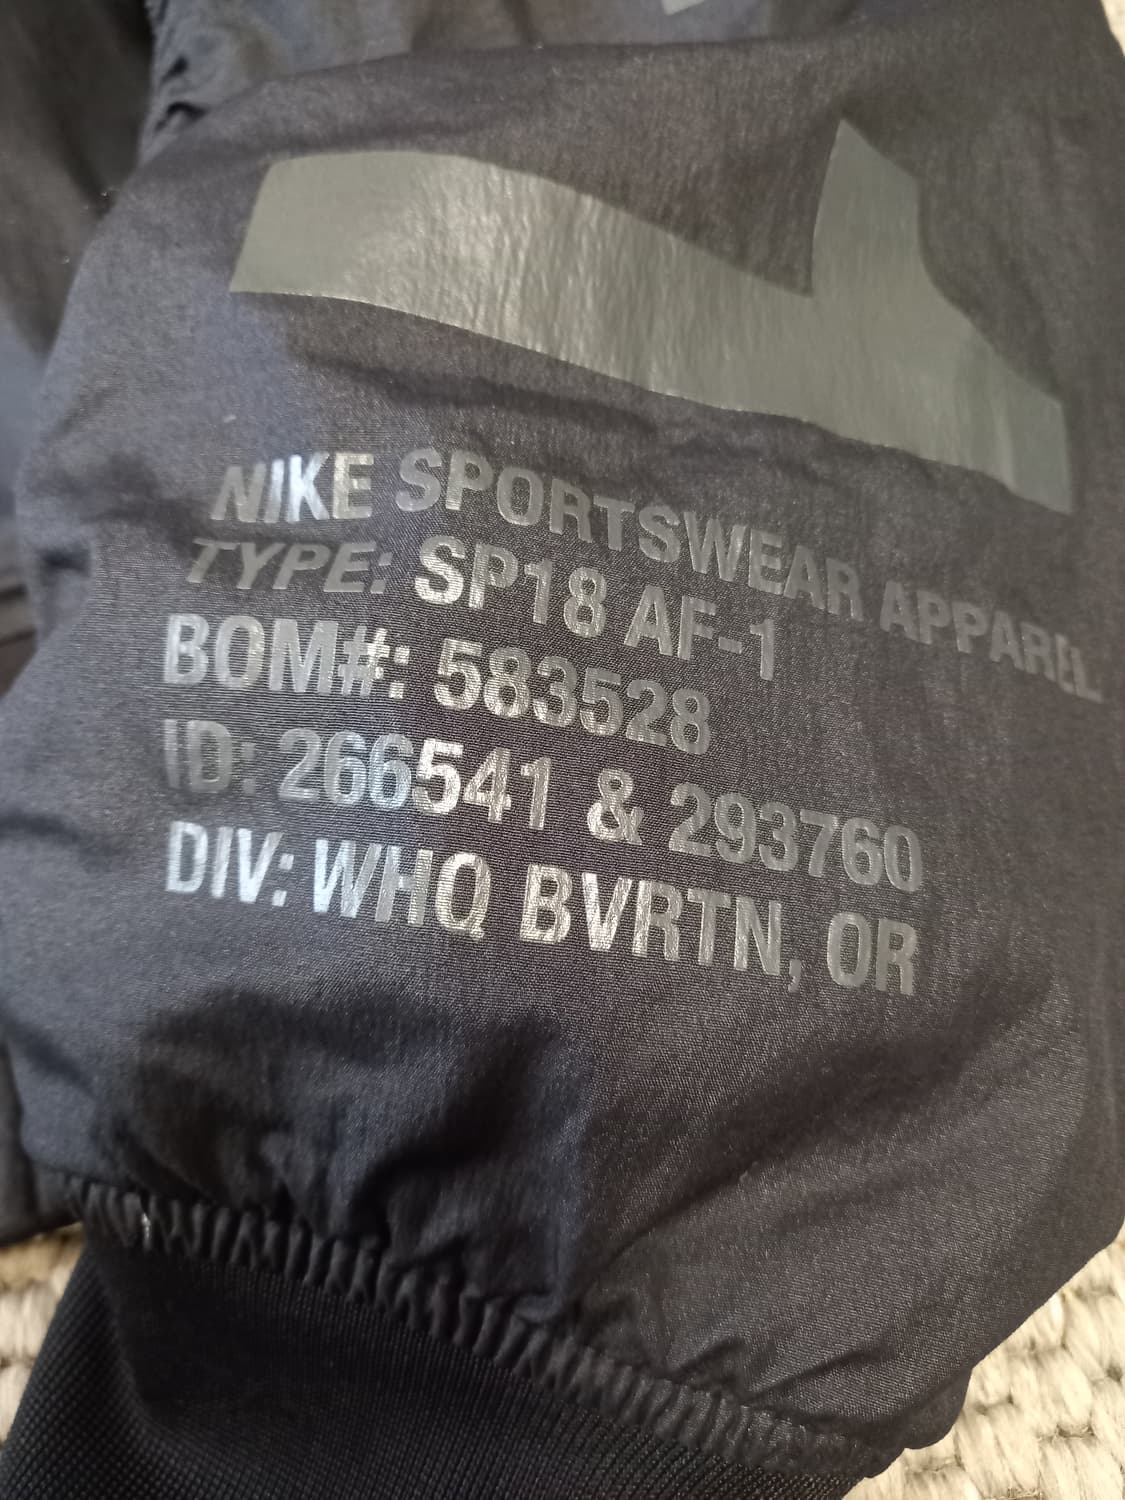 NIKE SPORTSWEAR APPAREL
TYPE: SP18 AF-1
BOM#: 583528
ID: 266541 & 293760
DIV: WHQ BVRTN, OR